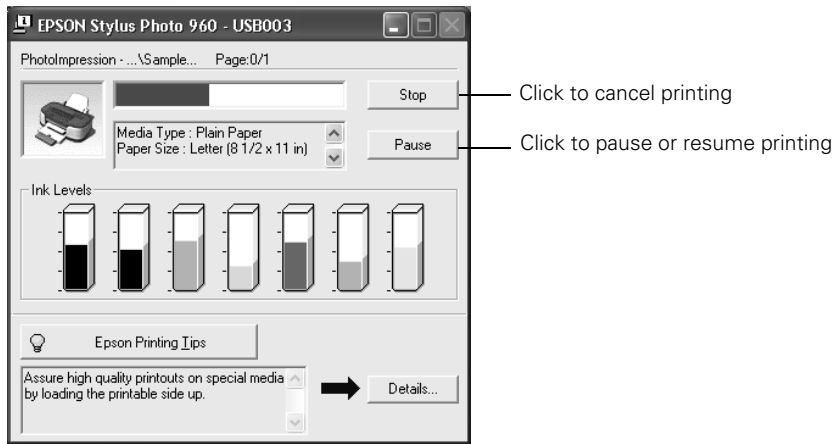 EPSON Stylus Photo 960 - USB003
PhotoImpression - ...\Sample... Page:0/1
Stop
Click to cancel printing
Media Type : Plain Paper
Paper Size : Letter (8 1/2 x 11 in)
Pause
Click to pause or resume printing
Ink Levels
Epson Printing Tips
Assure high quality printouts on special media
by loading the printable side up.
Details...